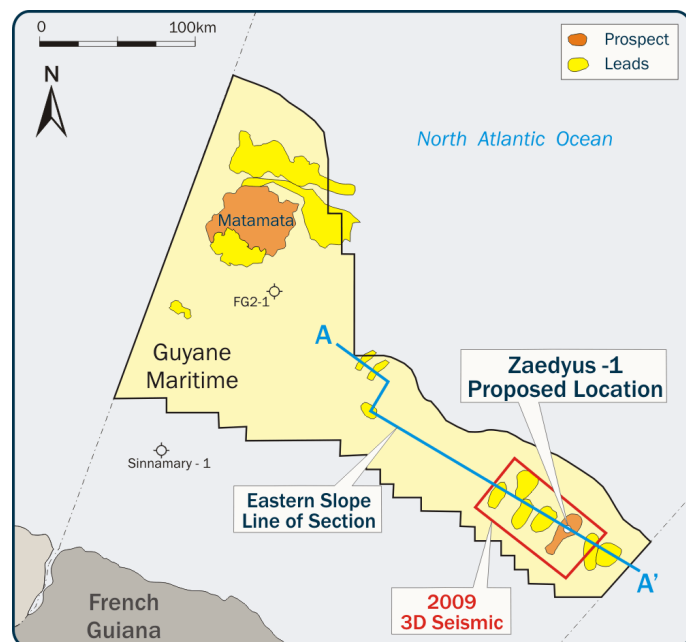 0 100km
N
Prospect
Leads
North Atlantic Ocean
Matamata
FG2-1
A
Guyane
Maritime
Zaedyus -1
Proposed Location
Sinnamary - 1
Eastern Slope
Line of Section
A'
2009
3D Seismic
French
Guiana